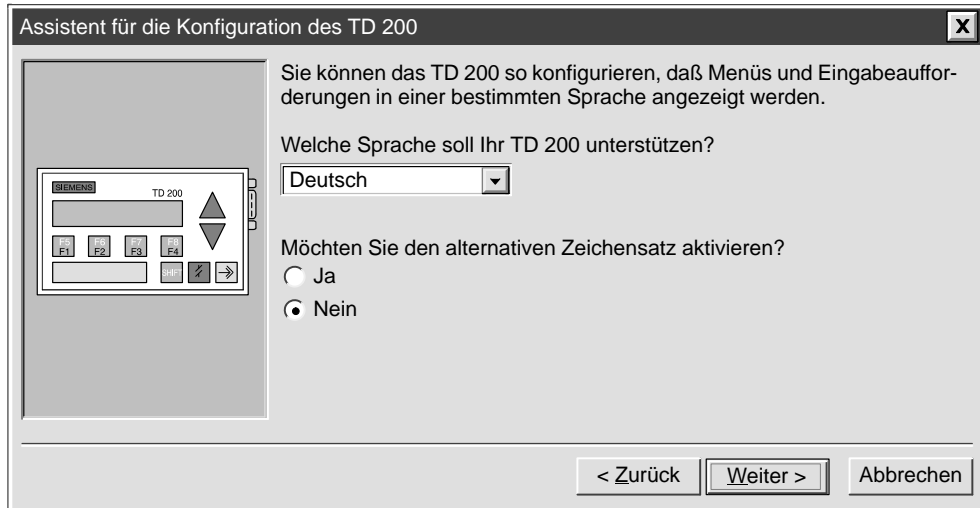 Assistent für die Konfiguration des TD 200
X
Sie können das TD 200 so konfigurieren, daß Menüs und Eingabeauffor-
derungen in einer bestimmten Sprache angezeigt werden.
Welche Sprache soll Ihr TD 200 unterstützen?
Deutsch
SIEMENS
TD 200
F5 F6 F7 F8
F1 F2 F3 F4
SHIFT
Möchten Sie den alternativen Zeichensatz aktivieren?
Ja
Nein
< Zurück
Weiter >
Abbrechen